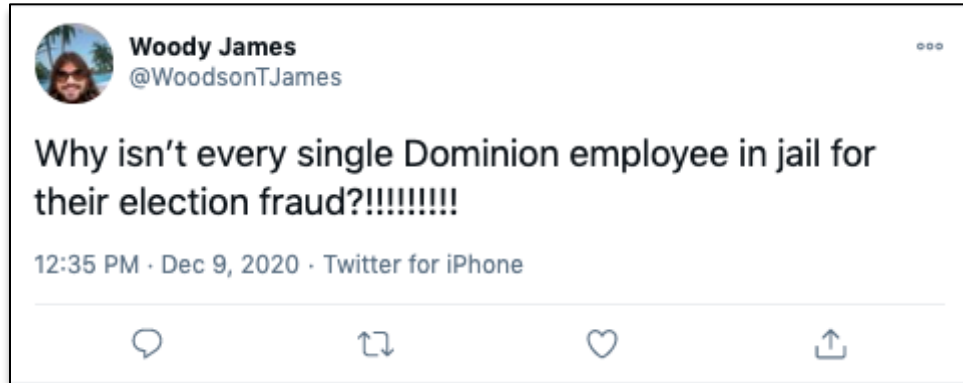 Woody James
@WoodsonTJames
Why isn’t every single Dominion employee in jail for
their election fraud?!!!!!!!!!
12:35 PM · Dec 9, 2020 · Twitter for iPhone